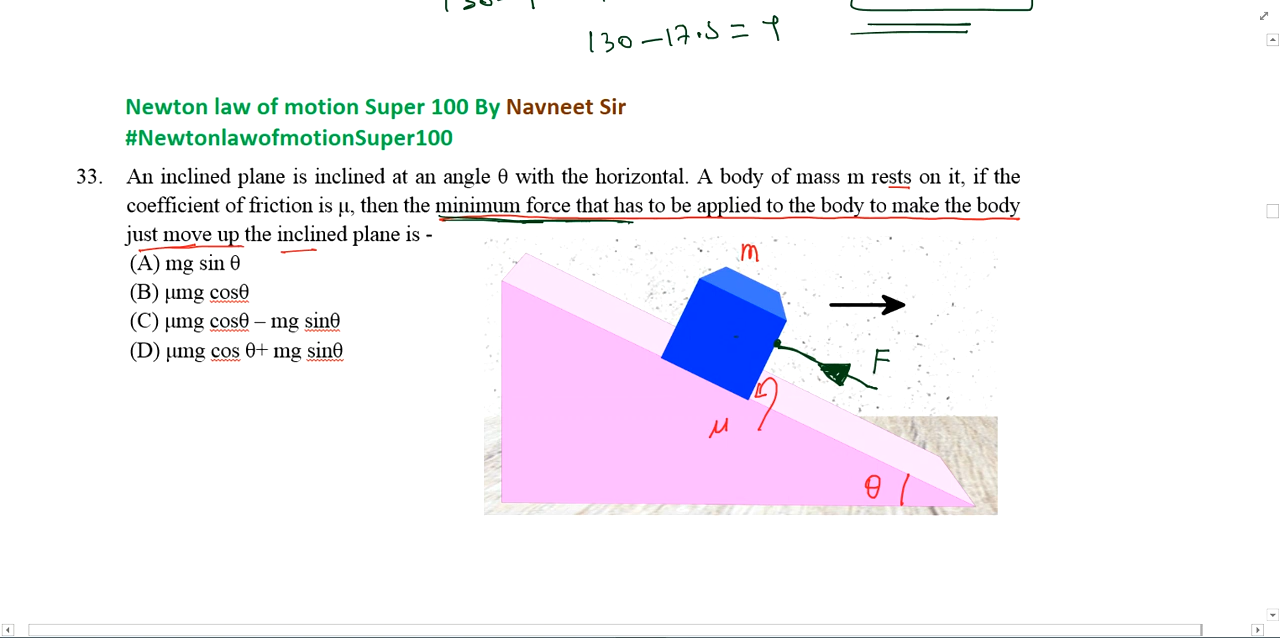 130 – 17.5 = f
Newton law of motion Super 100 By Navneet Sir
#NewtonlawofmotionSuper100
33. An inclined plane is inclined at an angle θ with the horizontal. A body of mass m rests on it, if the
coefficient of friction is μ, then the minimum force that has to be applied to the body to make the body
just move up the inclined plane is -
(A) mg sin θ
(B) μmg cosθ
(C) μmg cosθ – mg sinθ
(D) μmg cos θ+ mg sinθ
m
F
μ
θ